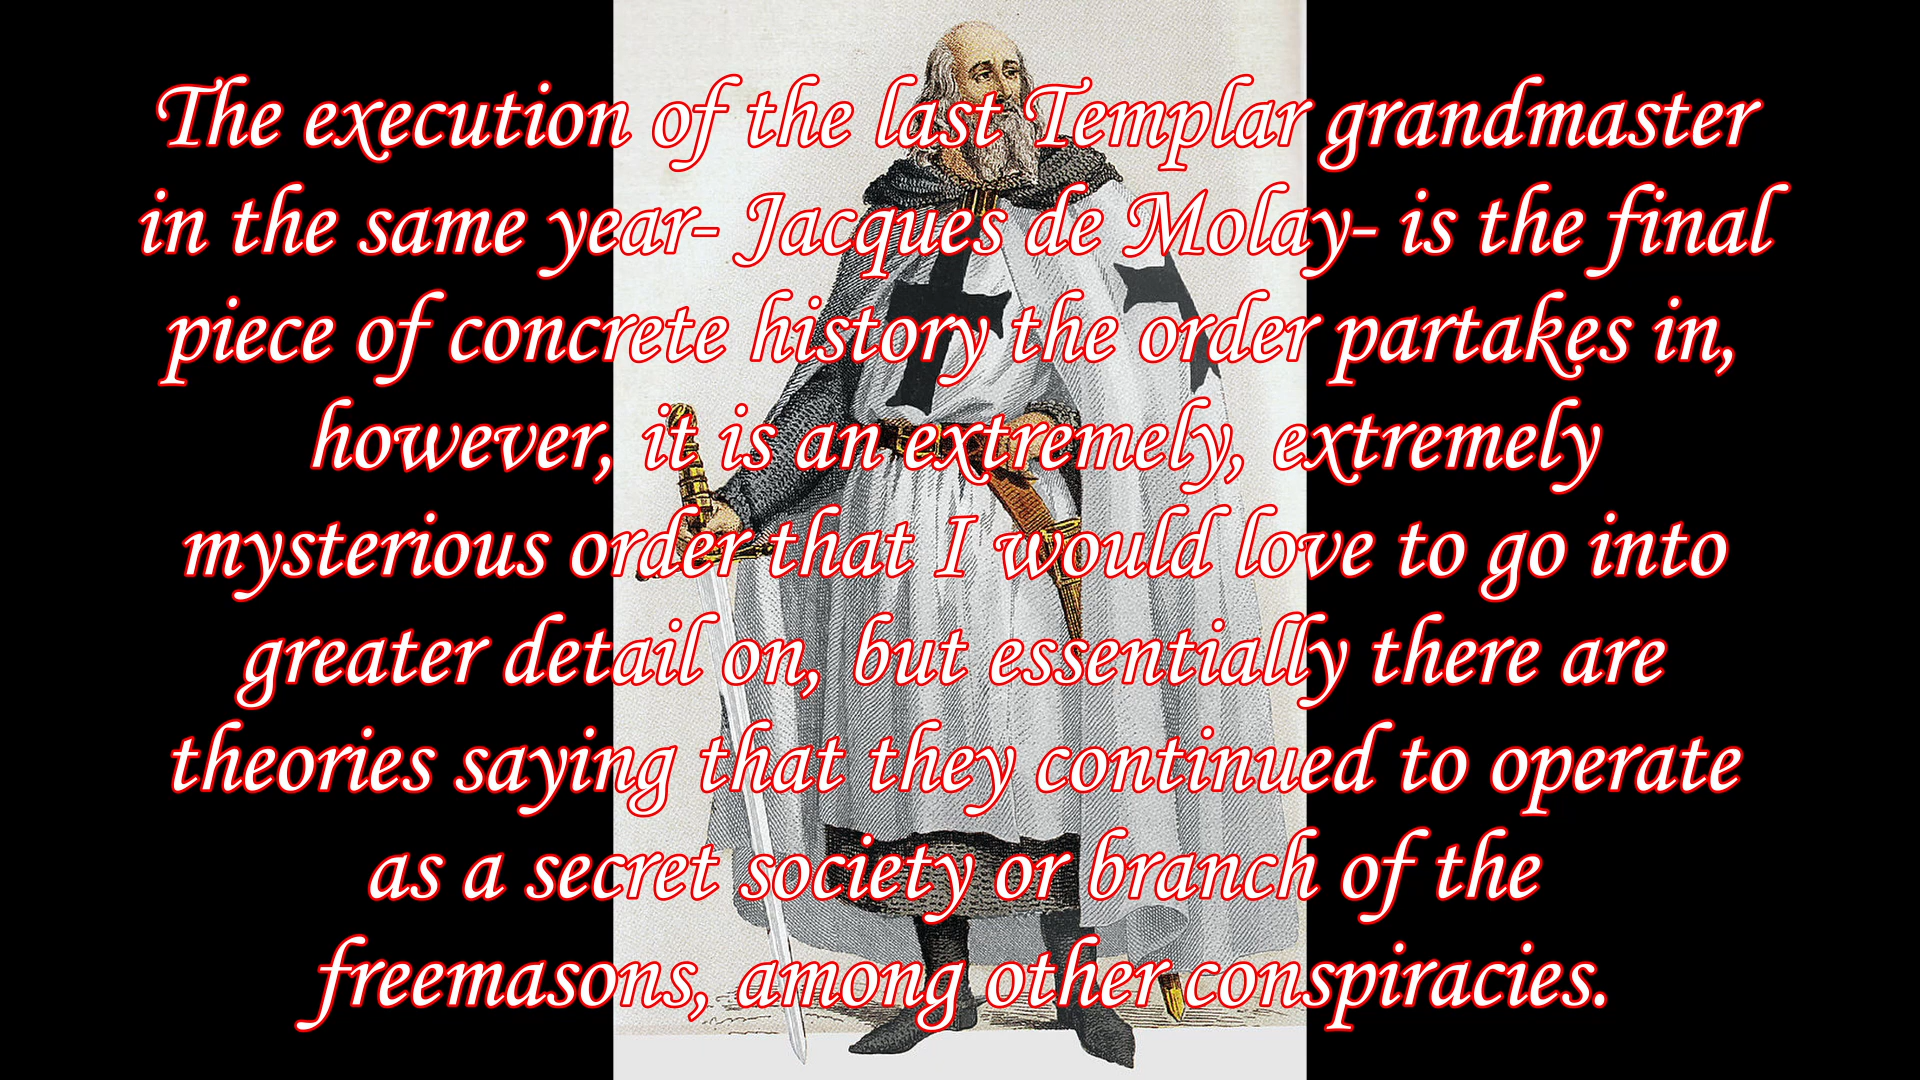 The execution of the last Templar grandmaster
in the same year- Jacques de Molay- is the final
piece of concrete history the order partakes in,
however, it is an extremely, extremely
mysterious order that I would love to go into
greater detail on, but essentially there are
theories saying that they continued to operate
as a secret society or branch of the
freemasons, among other conspiracies.